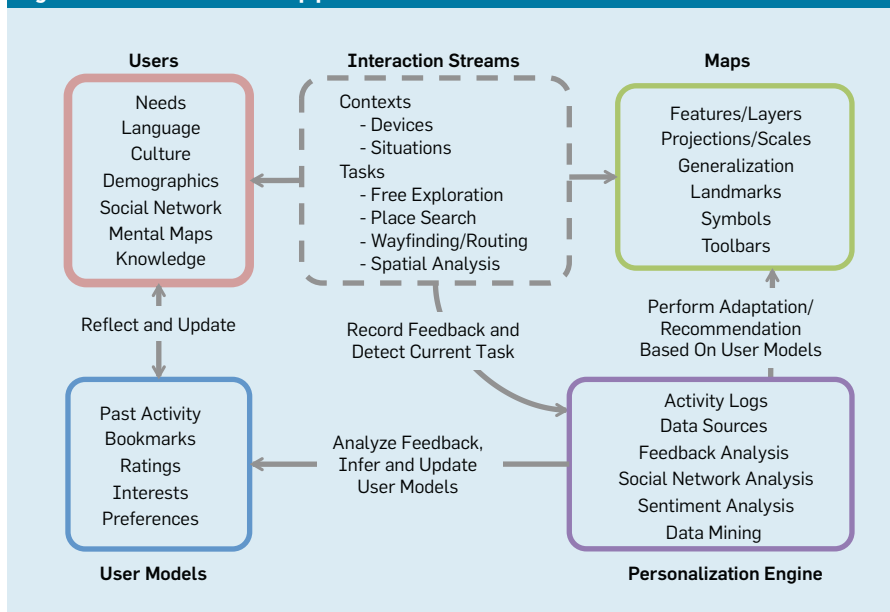 Users
Needs
Language
Culture
Demographics
Social Network
Mental Maps
Knowledge
Interaction Streams
Contexts
- Devices
- Situations
Tasks
- Free Exploration
- Place Search
- Wayfinding/Routing
- Spatial Analysis
Maps
Features/Layers
Projections/Scales
Generalization
Landmarks
Symbols
Toolbars
Reflect and Update
Record Feedback and
Detect Current Task
Perform Adaptation/
Recommendation
Based On User Models
Past Activity
Bookmarks
Ratings
Interests
Preferences
User Models
Analyze Feedback,
Infer and Update
User Models
Activity Logs
Data Sources
Feedback Analysis
Social Network Analysis
Sentiment Analysis
Data Mining
Personalization Engine